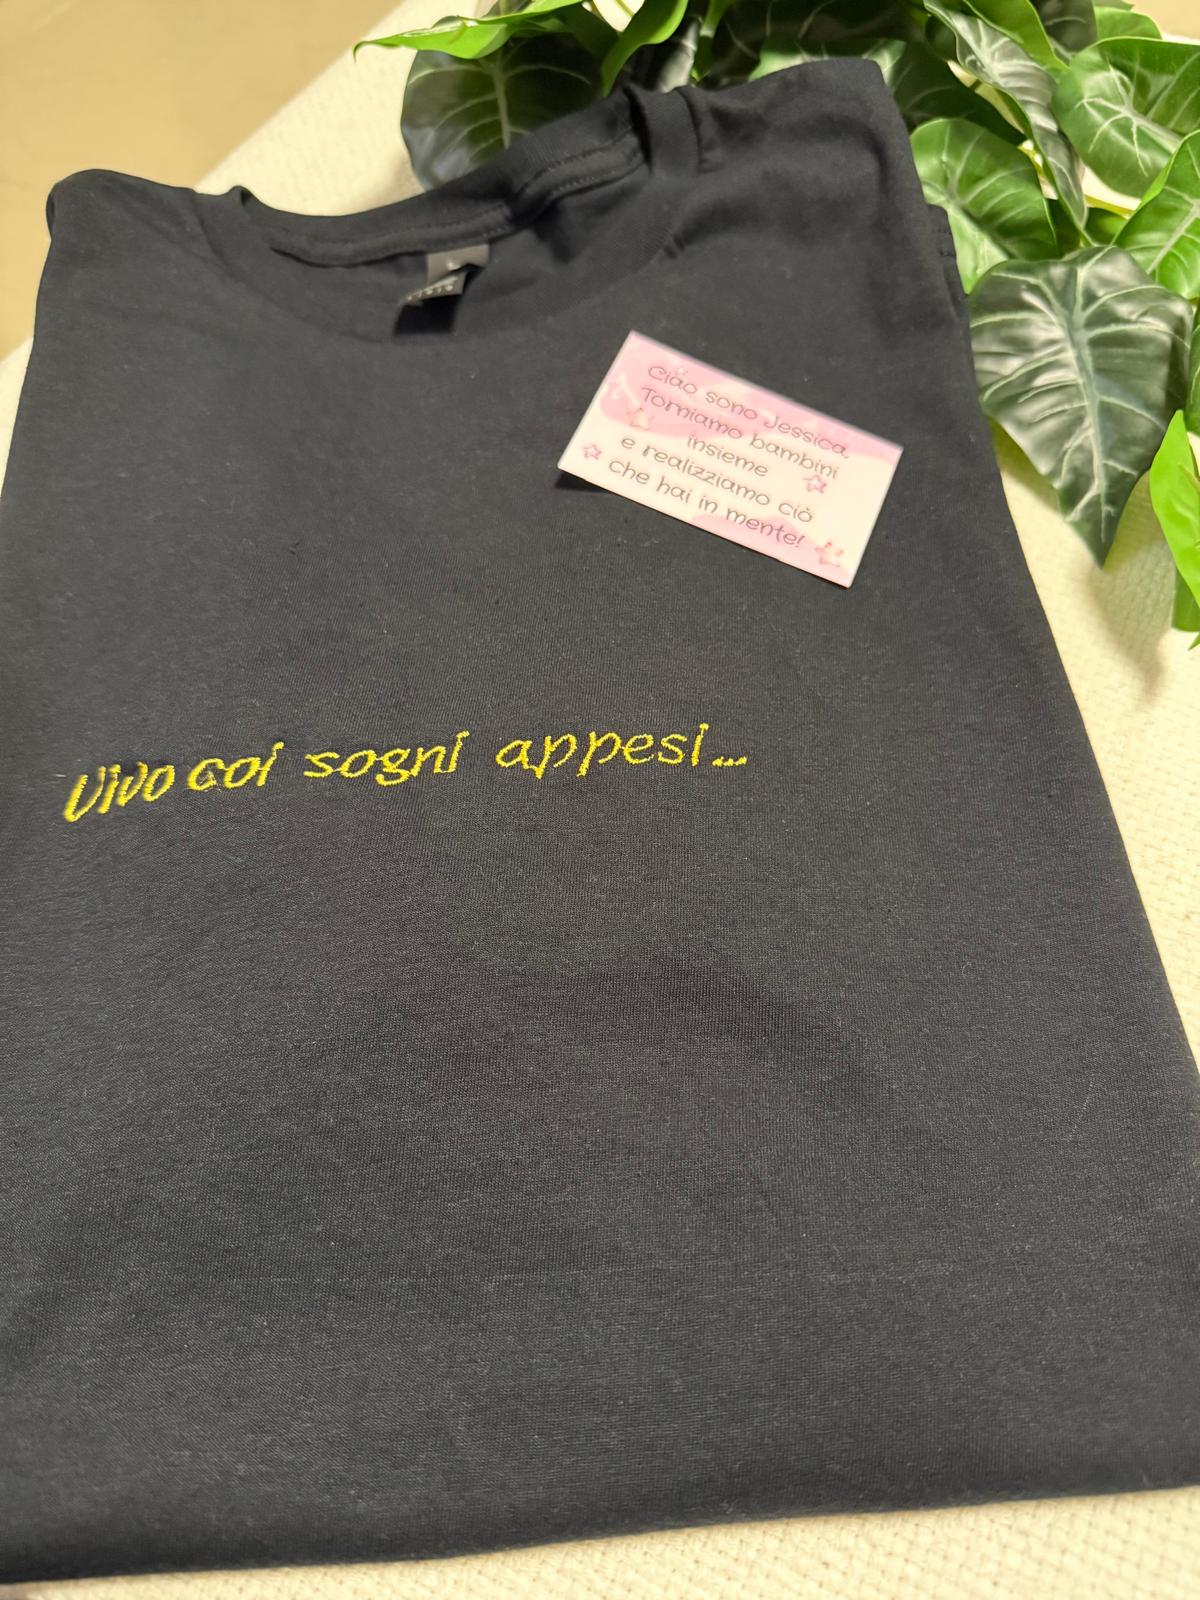 Ciao sono Jessica
Torniamo bambini
insieme
e realizziamo ciò
che hai in mente!
Vivo coi sogni appesi...